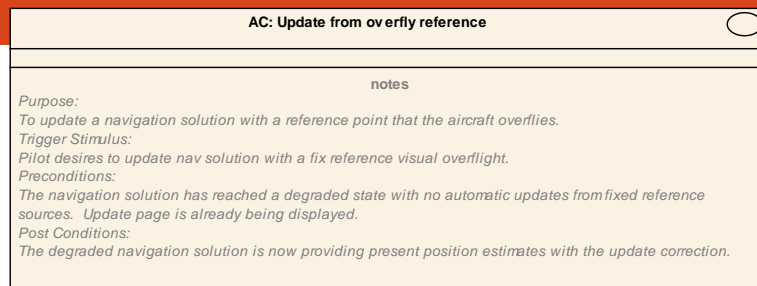 AC: Update from overfly reference
notes
Purpose:
To update a navigation solution with a reference point that the aircraft overflies.
Trigger Stimulus:
Pilot desires to update nav solution with a fix reference visual overflight.
Preconditions:
The navigation solution has reached a degraded state with no automatic updates from fixed reference
sources. Update page is already being displayed.
Post Conditions:
The degraded navigation solution is now providing present position estimates with the update correction.